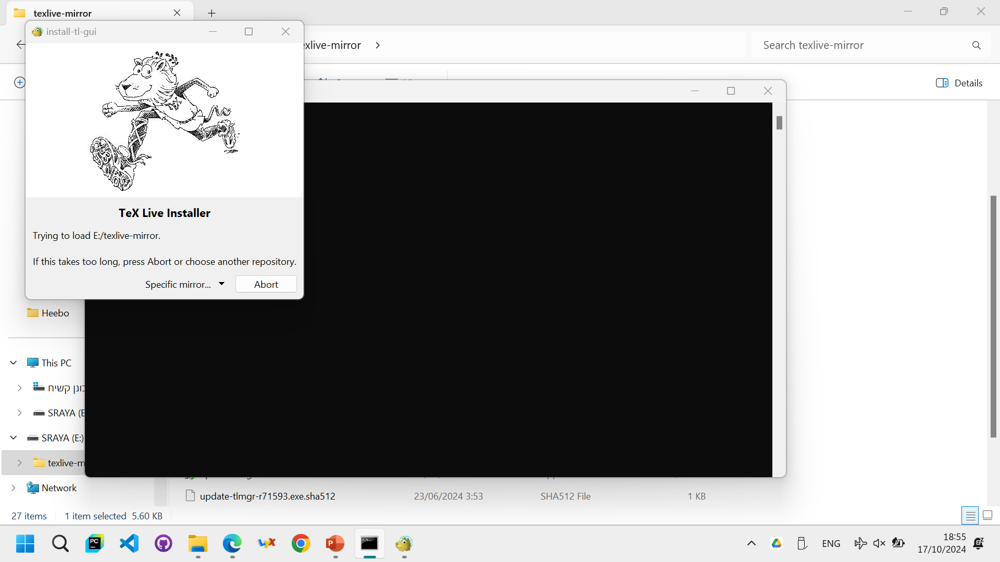 texlive-mirror
install-tl-gui
exlive-mirror
Search texlive-mirror
Details
TeX Live Installer
Trying to load E:/texlive-mirror.
If this takes too long, press Abort or choose another repository.
Specific mirror...
Abort
Heebo
This PC
כונן קשיח
SRAYA (E
SRAYA (E:)
texlive-m
Network
update-tlmgr-r71593.exe.sha512
23/06/2024 3:53
SHA512 File
1 KB
27 items
1 item selected 5.60 KB
ENG
18:55
17/10/2024